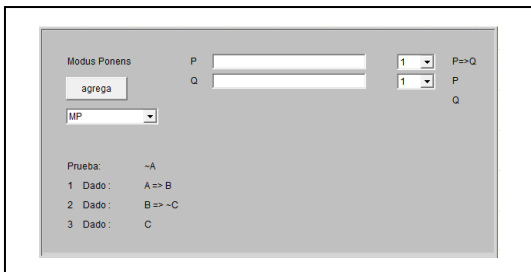 Modus Ponens P 1 P=>Q
agrega Q 1 P
Q
MP
Prueba: ~A
1 Dado : A => B
2 Dado : B => ~C
3 Dado : C